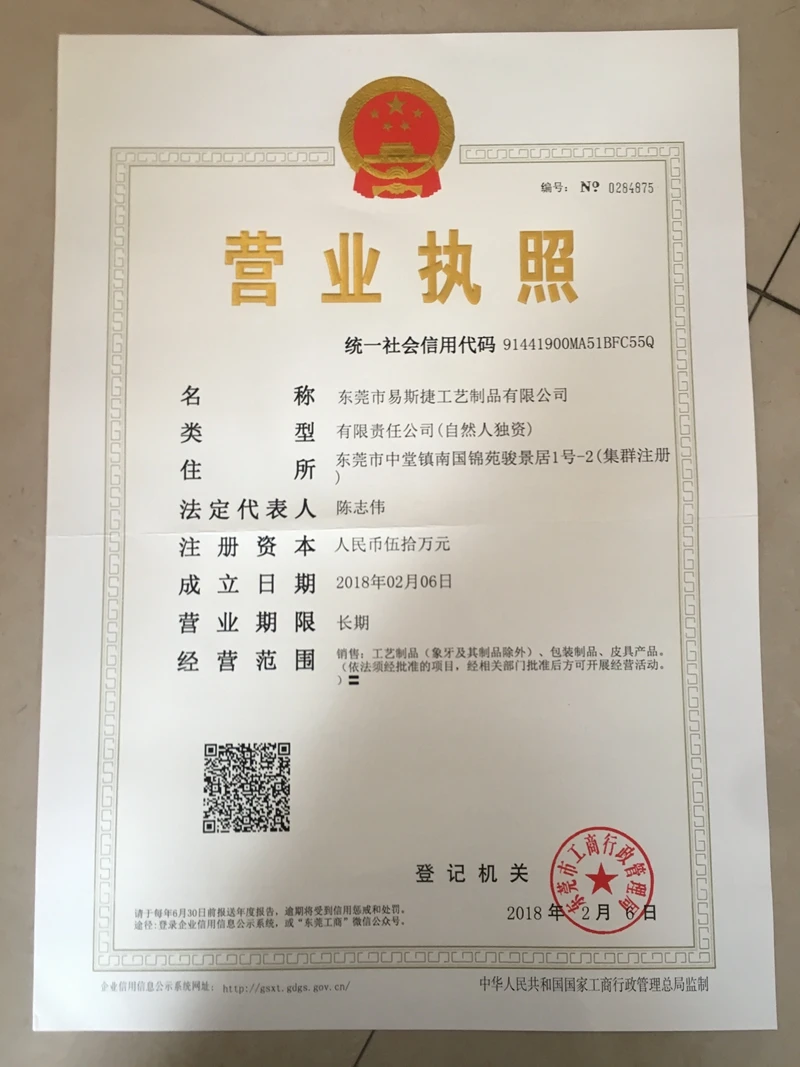 编号： Nº 0284875
营业执照
统一社会信用代码 91441900MA51BFC55Q
名称 东莞市易斯捷工艺制品有限公司
类型 有限责任公司(自然人独资)
住所 东莞市中堂镇南国锦苑骏景居1号-2(集群注册
)
法定代表人 陈志伟
注册资本 人民币伍拾万元
成立日期 2018年02月06日
营业期限 长期
经营范围 销售：工艺制品（象牙及其制品除外）、包装制品、皮具产品。
（依法须经批准的项目，经相关部门批准后方可开展经营活动。
）〓
登记机关
东莞市工商行政管理局
2018 年 2 月 6 日
请于每年6月30日前报送年度报告，逾期将受到信用惩戒和处罚。
途径:登录企业信用信息公示系统，或“东莞工商”微信公众号。
企业信用信息公示系统网址： http://gsxt.gdgs.gov.cn/
中华人民共和国国家工商行政管理总局监制